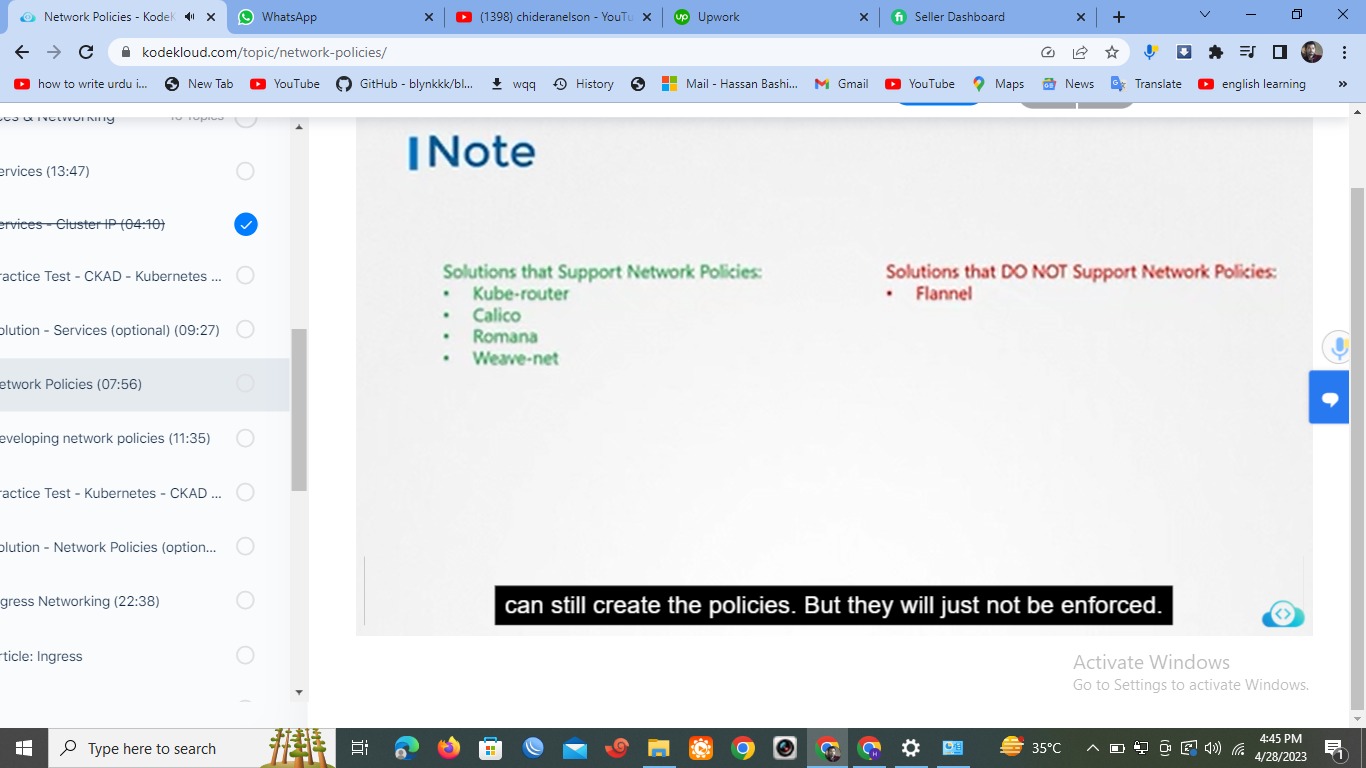 Network Policies - KodeK
WhatsApp
(1398) chideranelson - YouTu
Upwork
Seller Dashboard
kodekloud.com/topic/network-policies/
how to write urdu i...
New Tab
YouTube
GitHub - blynkkk/bl...
wqq
History
Mail - Hassan Bashi...
Gmail
YouTube
Maps
News
Translate
english learning
»
ces & Networking
10 Topics
ervices (13:47)
ervices - Cluster IP (04:10)
ractice Test - CKAD - Kubernetes ...
olution - Services (optional) (09:27)
etwork Policies (07:56)
eveloping network policies (11:35)
ractice Test - Kubernetes - CKAD ...
olution - Network Policies (option...
gress Networking (22:38)
rticle: Ingress
Note
Solutions that Support Network Policies:
• Kube-router
• Calico
• Romana
• Weave-net
Solutions that DO NOT Support Network Policies:
• Flannel
can still create the policies. But they will just not be enforced.
Activate Windows
Go to Settings to activate Windows.
Type here to search
35°C
4:45 PM
4/28/2023